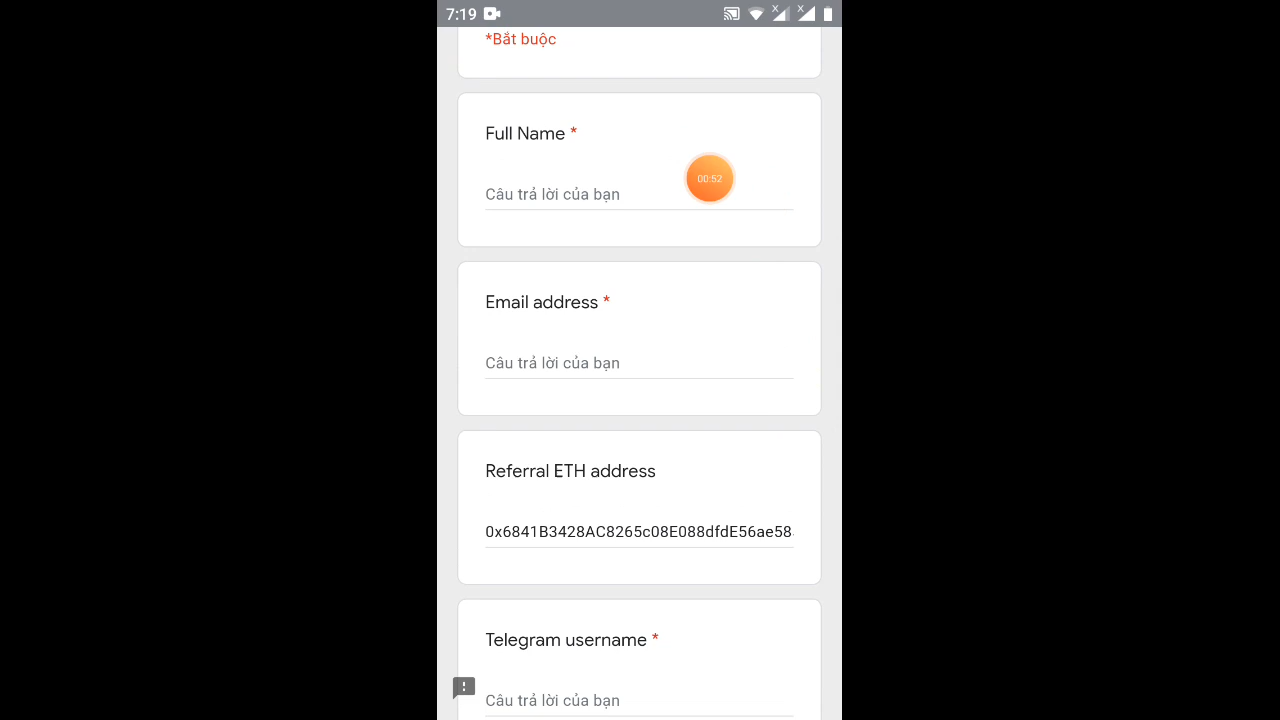 7:19
*Bắt buộc
Full Name *
00:52
Câu trả lời của bạn
Email address *
Câu trả lời của bạn
Referral ETH address
0x6841B3428AC8265c08E088dfdE56ae58
Telegram username *
Câu trả lời của bạn